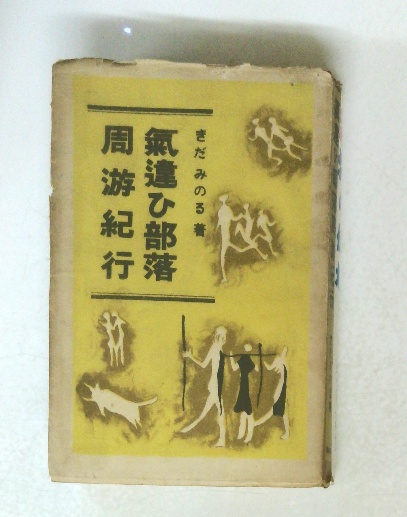 きだみのる 著
氣違ひ部落
周游紀行